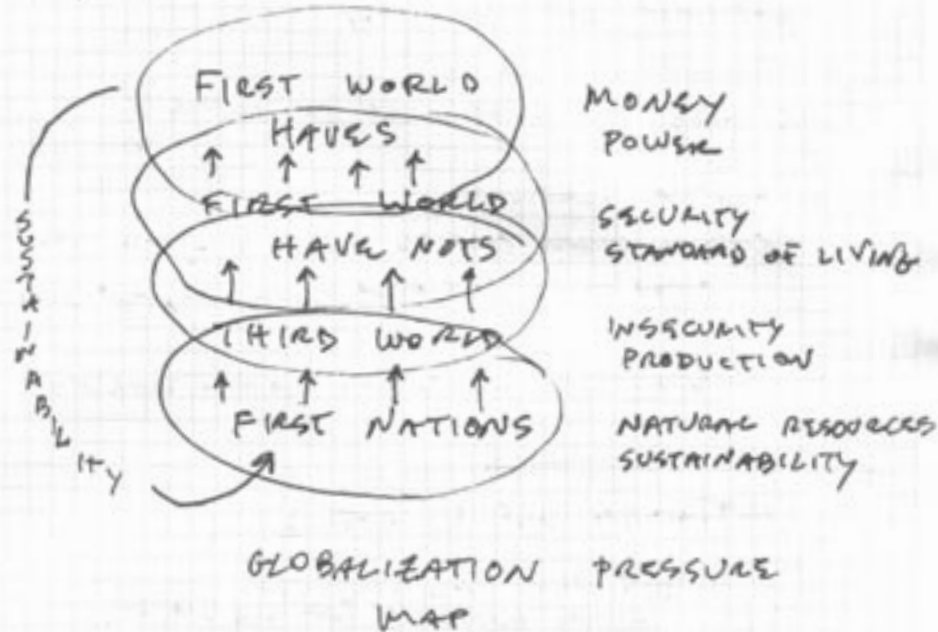 FIRST WORLD
HAVES
FIRST WORLD
HAVE NOTS
THIRD WORLD
FIRST NATIONS
MONEY
POWER
SECURITY
STANDARD OF LIVING
INSECURITY
PRODUCTION
NATURAL RESOURCES
SUSTAINABILITY
SUSTAINABILITY
GLOBALIZATION PRESSURE
MAP